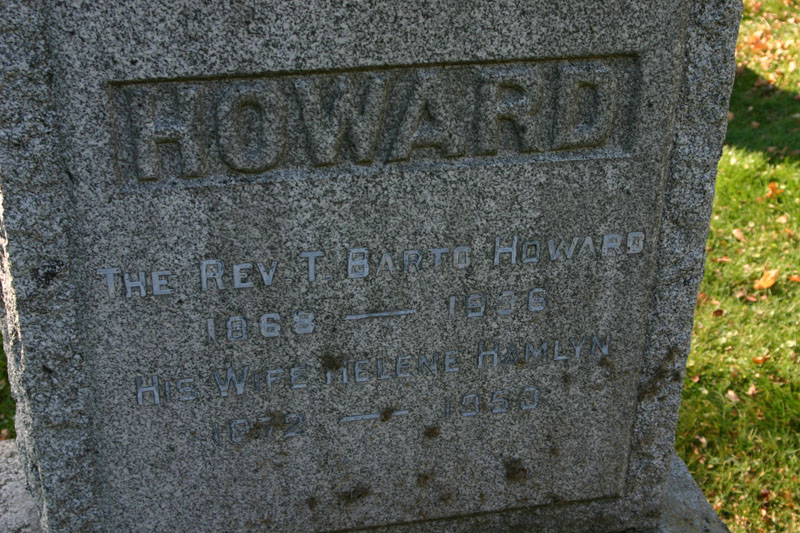 HOWARD
THE REV T BARTO HOWARD
1868 — 1936
HIS WIFE HELENE HAMLYN
1872 — 1950